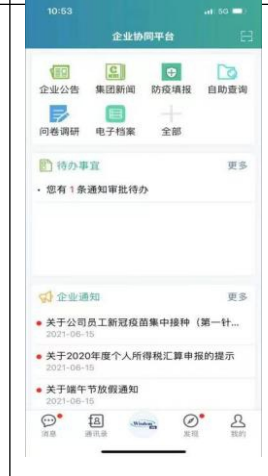 10:53
5G
企业协同平台
企业公告 集团新闻 防疫填报 自助查询
问卷调研 电子档案 全部
待办事宜 更多
· 您有 1 条通知审批待办
企业通知 更多
关于公司员工新冠疫苗集中接种（第一针...
2021-06-15
关于2020年度个人所得税汇算申报的提示
2021-06-15
关于端午节放假通知
2021-06-15
消息 通讯录 发现 我的